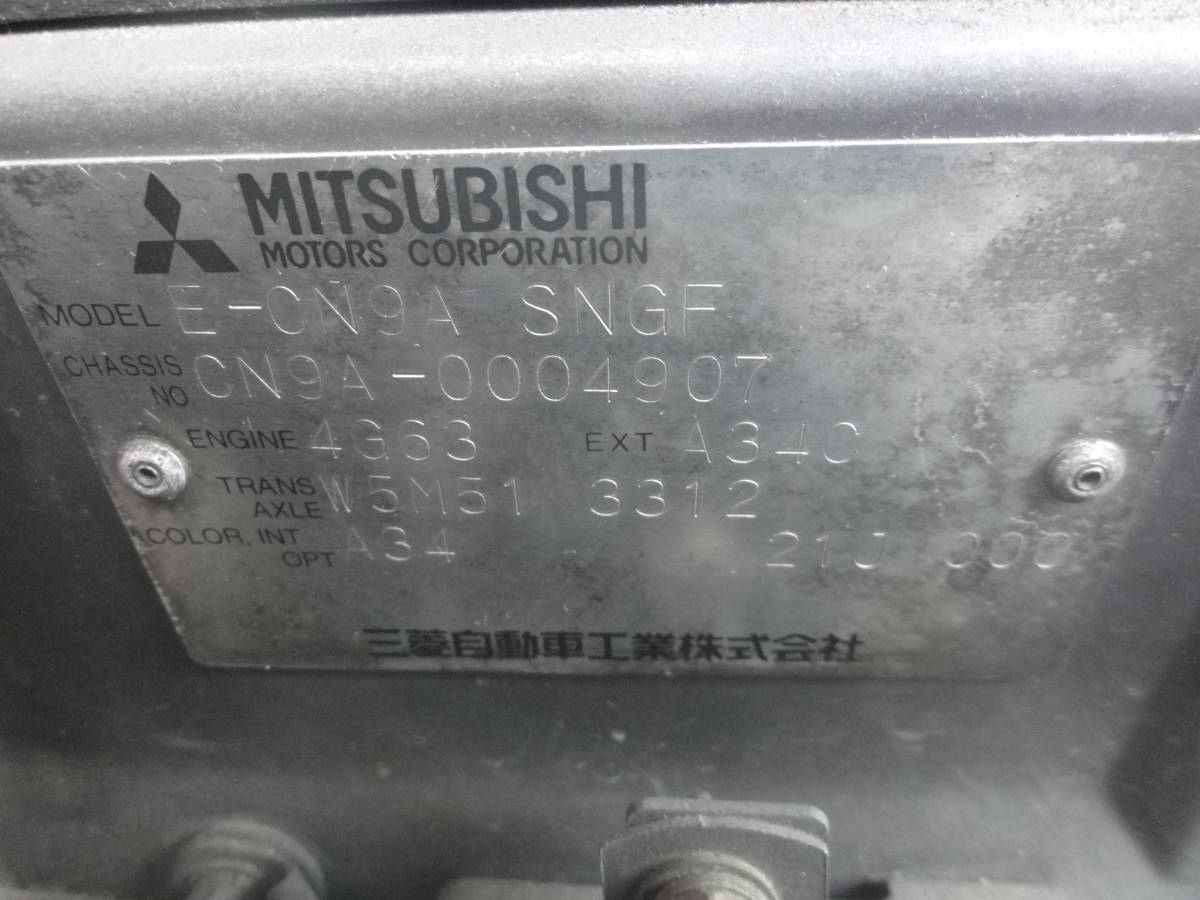 MITSUBISHI
MOTORS CORPORATION
MODEL E-CN9A SNGF
CHASSIS NO. CN9A-0004907
ENGINE 4G63 EXT A34C
TRANS AXLE W5M51 3312
COLOR, INT OPT A34 21J 000
三菱自動車工業株式会社